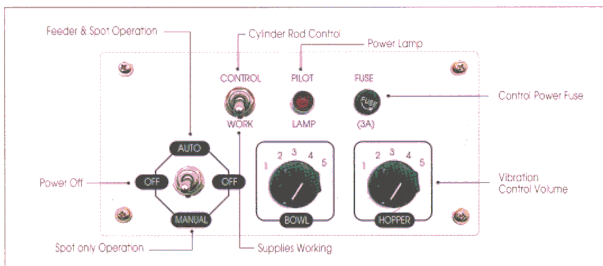 Feeder & Spot Operation
Cylinder Rod Control
Power Lamp
CONTROL
PILOT
FUSE
FUSE
Control Power Fuse
WORK
LAMP
(3A)
AUTO
1 2 3 4 5
1 2 3 4 5
Power Off
OFF
OFF
Vibration
Control Volume
MANUAL
BOWL
HOPPER
Spot only Operation
Supplies Working